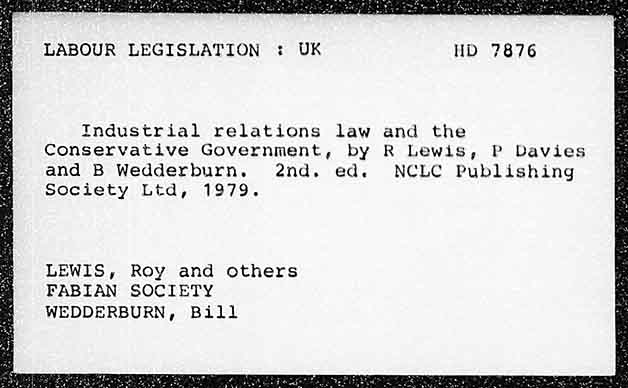 LABOUR LEGISLATION : UK HD 7876
Industrial relations law and the
Conservative Government, by R Lewis, P Davies
and B Wedderburn. 2nd. ed. NCLC Publishing
Society Ltd, 1979.
LEWIS, Roy and others
FABIAN SOCIETY
WEDDERBURN, Bill